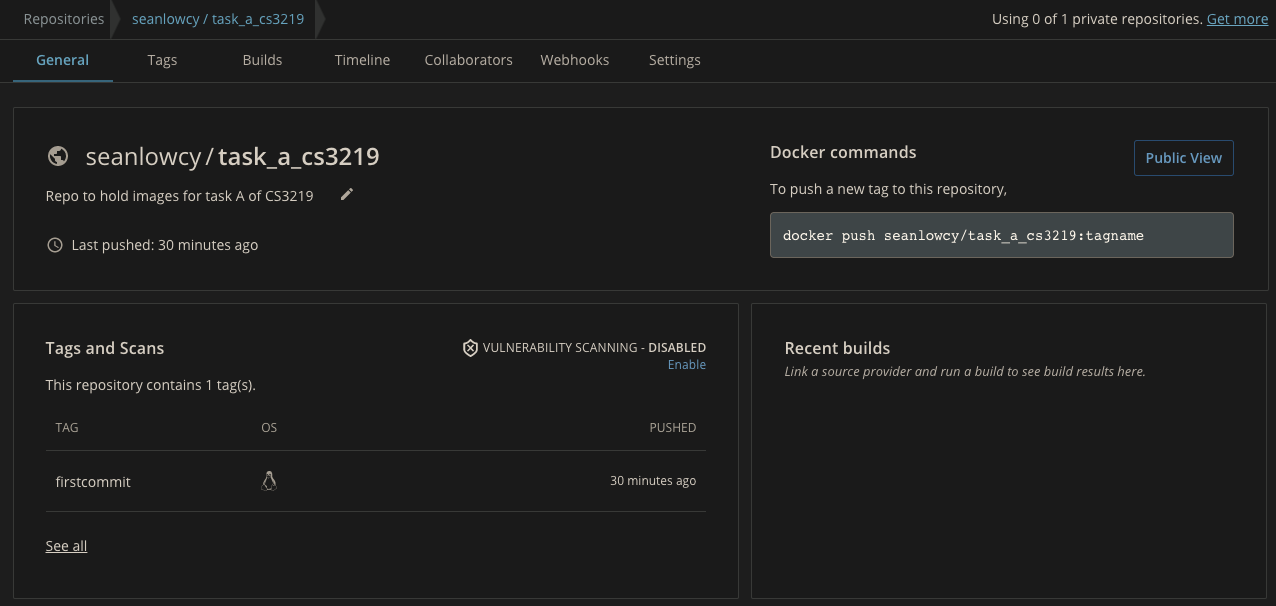 Repositories seanlowcy / task_a_cs3219 Using 0 of 1 private repositories. Get more
General Tags Builds Timeline Collaborators Webhooks Settings
seanlowcy / task_a_cs3219
Repo to hold images for task A of CS3219
Last pushed: 30 minutes ago
Docker commands
Public View
To push a new tag to this repository,
docker push seanlowcy/task_a_cs3219:tagname
Tags and Scans
VULNERABILITY SCANNING - DISABLED
Enable
This repository contains 1 tag(s).
TAG OS PUSHED
firstcommit 30 minutes ago
See all
Recent builds
Link a source provider and run a build to see build results here.